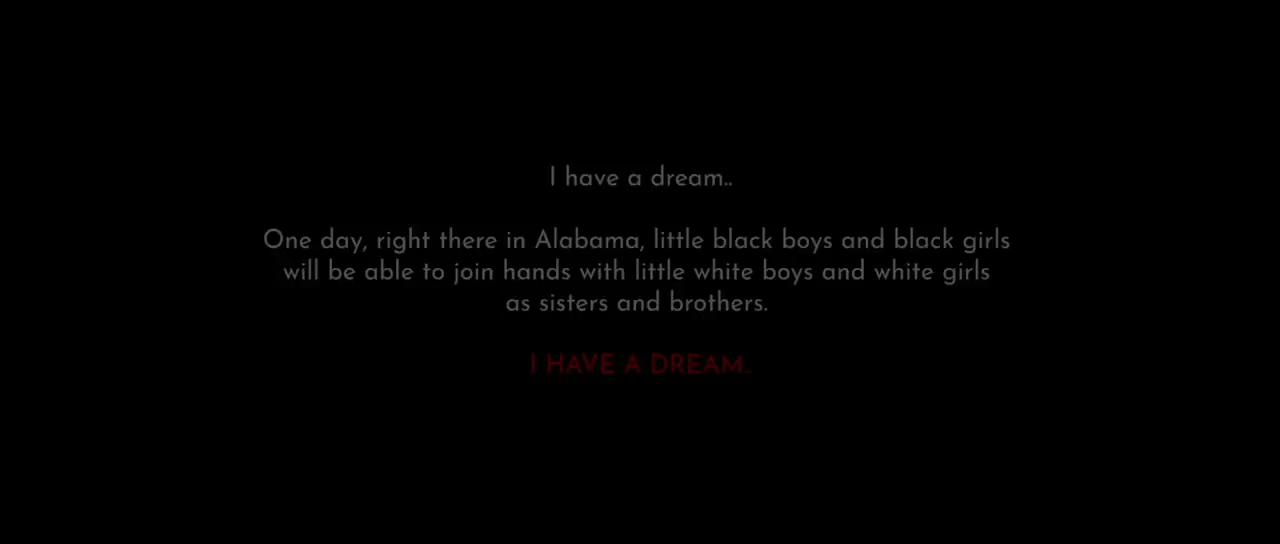 I have a dream..
One day, right there in Alabama, little black boys and black girls
will be able to join hands with little white boys and white girls
as sisters and brothers.
I HAVE A DREAM..